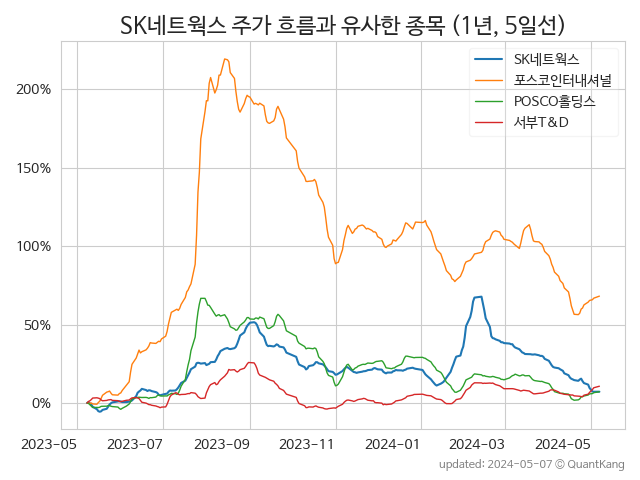 SK네트웍스 주가 흐름과 유사한 종목 (1년, 5일선)
SK네트웍스
포스코인터내셔널
POSCO홀딩스
서부T&D
200%
150%
100%
50%
0%
2023-05 2023-07 2023-09 2023-11 2024-01 2024-03 2024-05
updated: 2024-05-07 © QuantKang